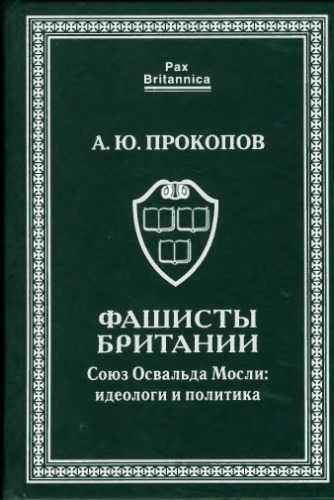 Pax
Britannica
А. Ю. ПРОКОПОВ
ФАШИСТЫ
БРИТАНИИ
Союз Освальда Мосли:
идеологи и политика